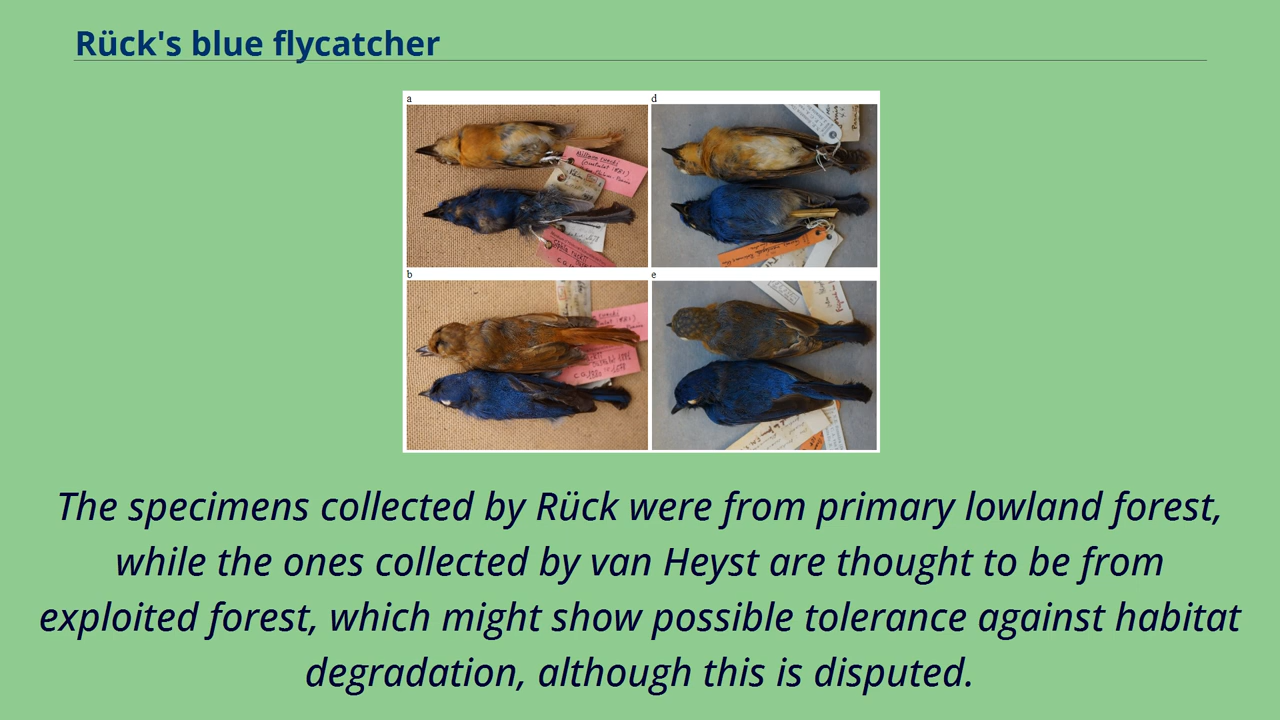 Rück's blue flycatcher
a
d
b
e
The specimens collected by Rück were from primary lowland forest,
while the ones collected by van Heyst are thought to be from
exploited forest, which might show possible tolerance against habitat
degradation, although this is disputed.